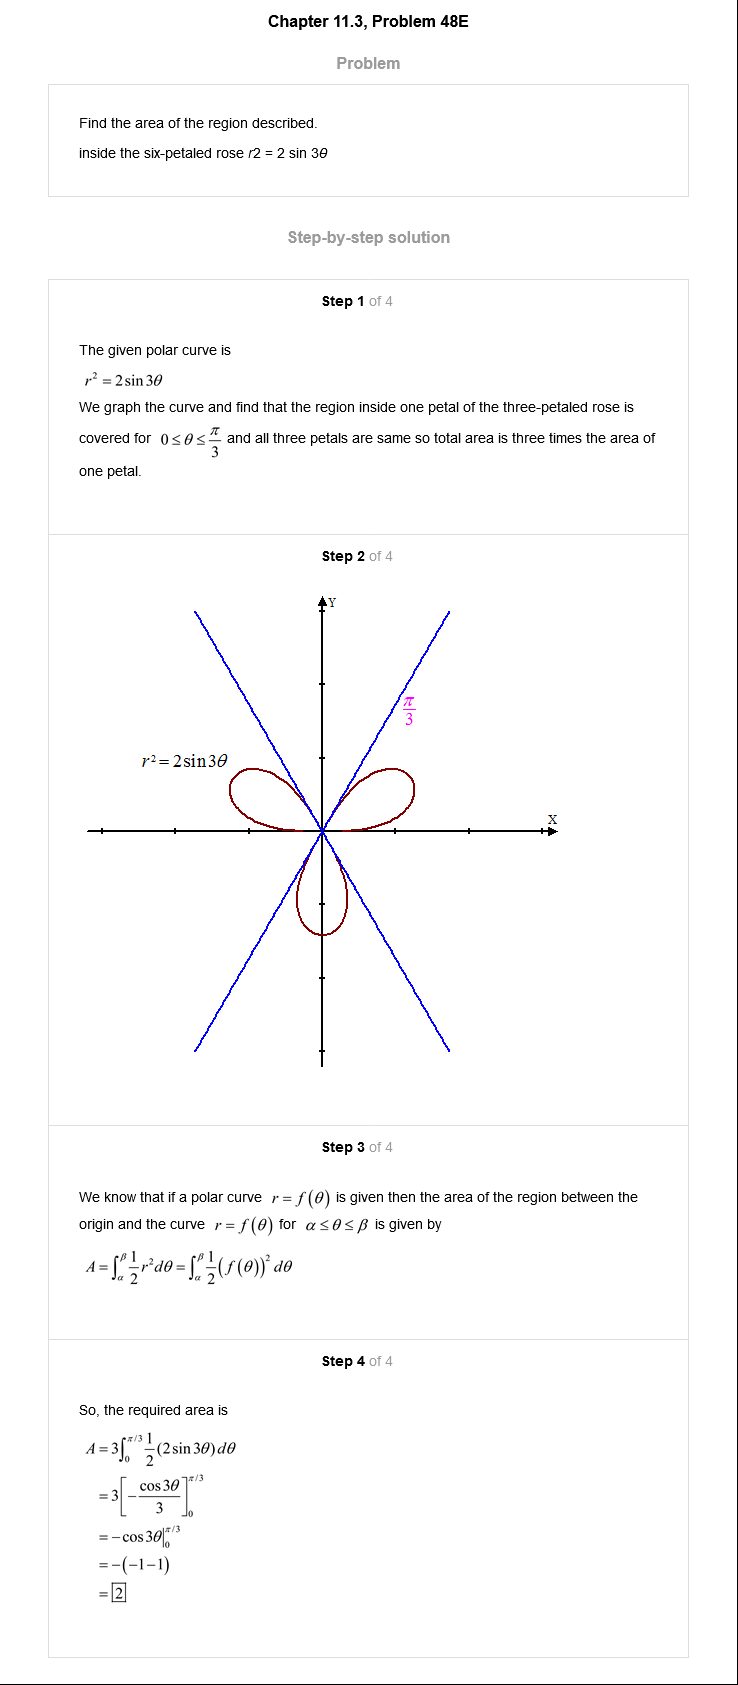 Chapter 11.3, Problem 48E
Problem
Find the area of the region described.
inside the six-petaled rose r2 = 2 sin 3θ
Step-by-step solution
Step 1 of 4
The given polar curve is
r² = 2 sin 3θ
We graph the curve and find that the region inside one petal of the three-petaled rose is
covered for 0 ≤ θ ≤ π/3 and all three petals are same so total area is three times the area of
one petal.
Step 2 of 4
Y
π/3
r² = 2 sin 3θ
X
Step 3 of 4
We know that if a polar curve r = f(θ) is given then the area of the region between the
origin and the curve r = f(θ) for α ≤ θ ≤ β is given by
A = ∫_α^β 1/2 r² dθ = ∫_α^β 1/2 (f(θ))² dθ
Step 4 of 4
So, the required area is
A = 3∫_0^{π/3} 1/2 (2 sin 3θ) dθ
= 3[−cos 3θ/3]_0^{π/3}
= −cos 3θ|_0^{π/3}
= −(−1−1)
= 2